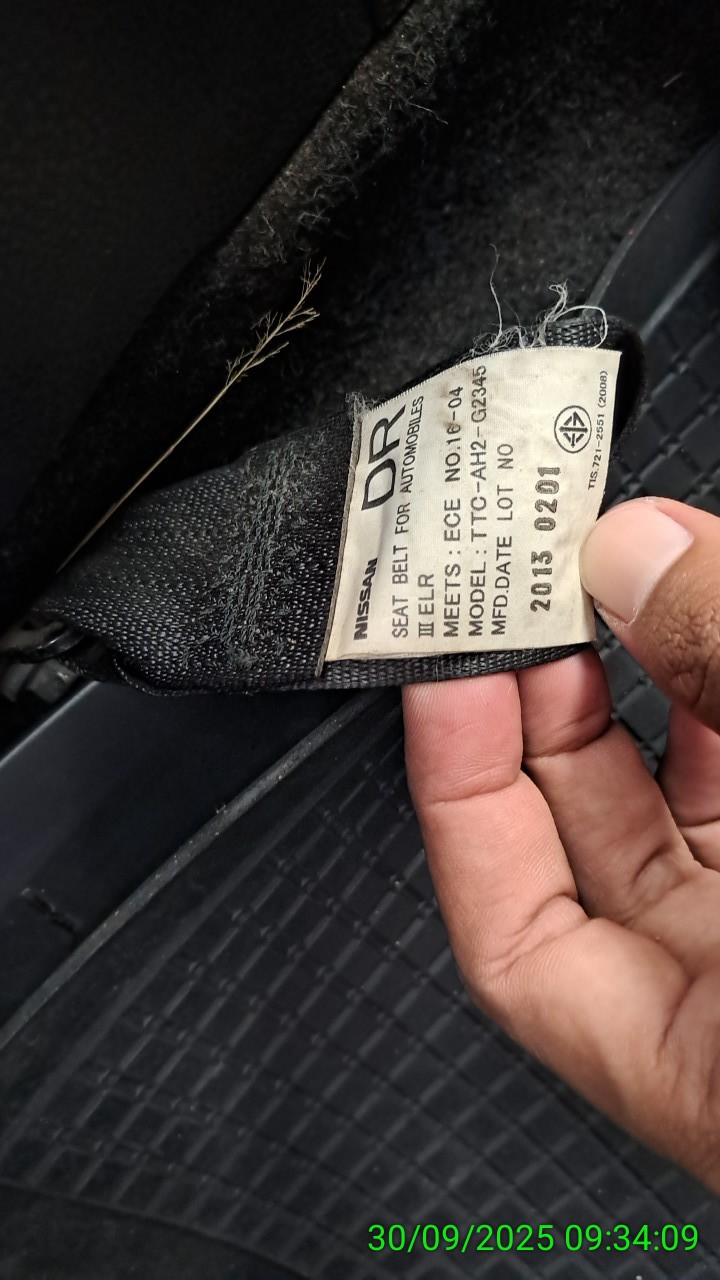 NISSAN DR
SEAT BELT FOR AUTOMOBILES
III ELR
MEETS : ECE NO.16-04
MODEL : TTC-AH2-G2345
MFD.DATE LOT NO
2013 0201
TIS.721-2551 (2008)
30/09/2025 09:34:09